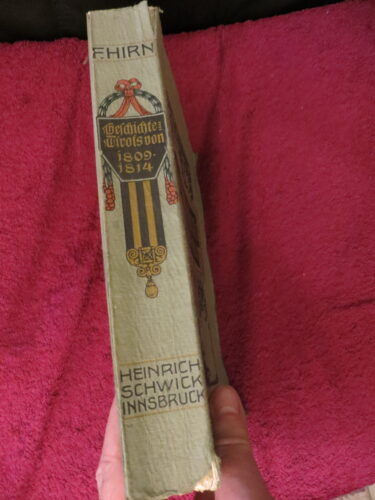 F. HIRN
Geschichte
Tirols von
1809-
1814
HEINRICH
SCHWICK
INNSBRUCK